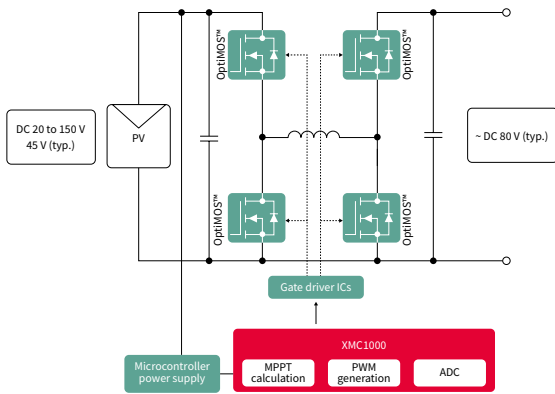 OptiMOS™
OptiMOS™
DC 20 to 150 V
45 V (typ.)
PV
~ DC 80 V (typ.)
OptiMOS™
OptiMOS™
Gate driver ICs
XMC1000
Microcontroller
power supply
MPPT
calculation
PWM
generation
ADC